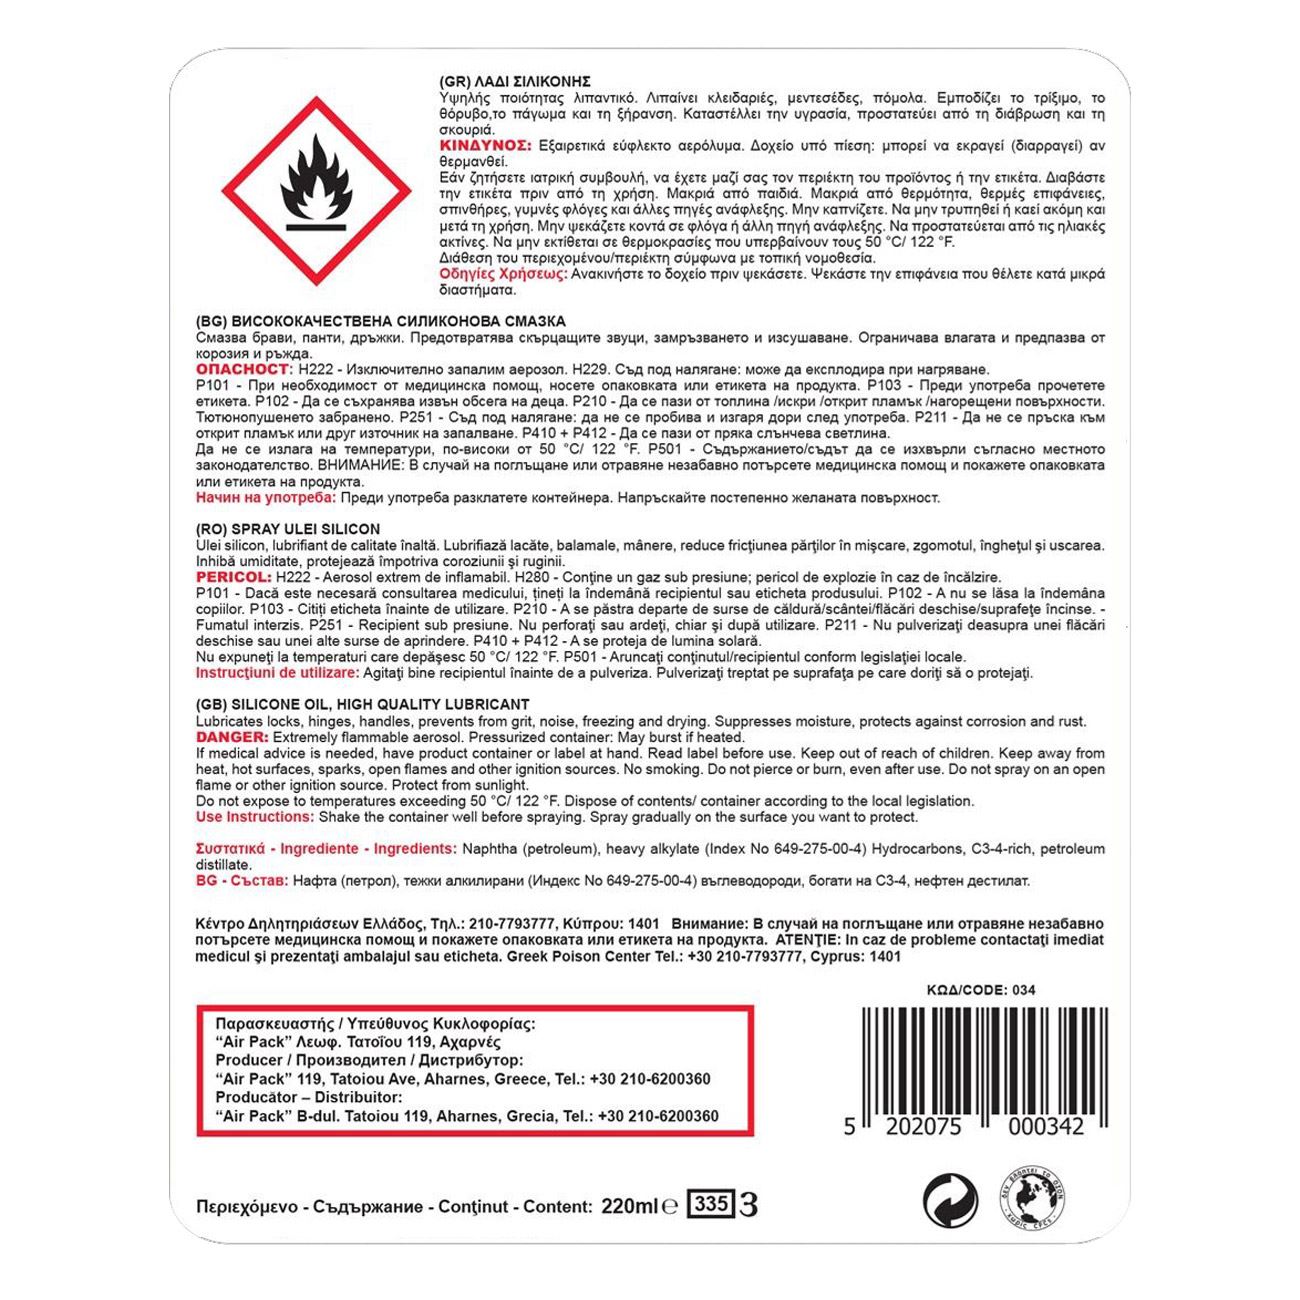 (GR) ΛΑΔΙ ΣΙΛΙΚΟΝΗΣ
Υψηλής ποιότητας λιπαντικό. Λιπαίνει κλειδαριές, μεντεσέδες, πόμολα. Εμποδίζει το τρίξιμο, το
θόρυβο,το πάγωμα και τη ξήρανση. Καταστέλλει την υγρασία, προστατεύει από τη διάβρωση και τη
σκουριά.
ΚΙΝΔΥΝΟΣ: Εξαιρετικά εύφλεκτο αερόλυμα. Δοχείο υπό πίεση: μπορεί να εκραγεί (διαρραγεί) αν
θερμανθεί.
Εάν ζητήσετε ιατρική συμβουλή, να έχετε μαζί σας τον περιέκτη του προϊόντος ή την ετικέτα. Διαβάστε
την ετικέτα πριν από τη χρήση. Μακριά από παιδιά. Μακριά από θερμότητα, θερμές επιφάνειες,
σπινθήρες, γυμνές φλόγες και άλλες πηγές ανάφλεξης. Μην καπνίζετε. Να μην τρυπηθεί ή καεί ακόμη και
μετά τη χρήση. Μην ψεκάζετε κοντά σε φλόγα ή άλλη πηγή ανάφλεξης. Να προστατεύεται από τις ηλιακές
ακτίνες. Να μην εκτίθεται σε θερμοκρασίες που υπερβαίνουν τους 50 °C/ 122 °F.
Διάθεση του περιεχομένου/περιέκτη σύμφωνα με τοπική νομοθεσία.
Οδηγίες Χρήσεως: Ανακινήστε το δοχείο πριν ψεκάσετε. Ψεκάστε την επιφάνεια που θέλετε κατά μικρά
διαστήματα.
(BG) ВИСОКОКАЧЕСТВЕНА СИЛИКОНОВА СМАЗКА
Смазва брави, панти, дръжки. Предотвратява скърцащите звуци, замръзването и изсушаване. Ограничава влагата и предпазва от
корозия и ръжда.
ОПАСНОСТ: H222 - Изключително запалим аерозол. H229. Съд под налягане: може да експлодира при нагряване.
P101 - При необходимост от медицинска помощ, носете опаковката или етикета на продукта. P103 - Преди употреба прочетете
етикета. P102 - Да се съхранява извън обсега на деца. P210 - Да се пази от топлина /искри /открит пламък /нагорещени повърхности.
Тютюнопушенето забранено. P251 - Съд под налягане: да не се пробива и изгаря дори след употреба. P211 - Да не се пръска към
открит пламък или друг източник на запалване. P410 + P412 - Да се пази от пряка слънчева светлина.
Да не се излага на температури, по-високи от 50 °C/ 122 °F. P501 - Съдържанието/съдът да се изхвърли съгласно местното
законодателство. ВНИМАНИЕ: В случай на поглъщане или отравяне незабавно потърсете медицинска помощ и покажете опаковката
или етикета на продукта.
Начин на употреба: Преди употреба разклатете контейнера. Напръскайте постепенно желаната повърхност.
(RO) SPRAY ULEI SILICON
Ulei silicon, lubrifiant de calitate înaltă. Lubrifiază lacăte, balamale, mânere, reduce fricţiunea părţilor în mişcare, zgomotul, îngheţul şi uscarea.
Inhibă umiditate, protejează împotriva coroziunii şi ruginii.
PERICOL: H222 - Aerosol extrem de inflamabil. H280 - Conţine un gaz sub presiune; pericol de explozie în caz de încălzire.
P101 - Dacă este necesară consultarea medicului, ţineţi la îndemână recipientul sau eticheta produsului. P102 - A nu se lăsa la îndemâna
copiilor. P103 - Citiţi eticheta înainte de utilizare. P210 - A se păstra departe de surse de căldură/scântei/flăcări deschise/suprafeţe încinse. -
Fumatul interzis. P251 - Recipient sub presiune. Nu perforaţi sau ardeţi, chiar şi după utilizare. P211 - Nu pulverizaţi deasupra unei flăcări
deschise sau unei alte surse de aprindere. P410 + P412 - A se proteja de lumina solară.
Nu expuneţi la temperaturi care depăşesc 50 °C/ 122 °F. P501 - Aruncaţi conţinutul/recipientul conform legislaţiei locale.
Instrucţiuni de utilizare: Agitaţi bine recipientul înainte de a pulveriza. Pulverizaţi treptat pe suprafaţa pe care doriţi să o protejaţi.
(GB) SILICONE OIL, HIGH QUALITY LUBRICANT
Lubricates locks, hinges, handles, prevents from grit, noise, freezing and drying. Suppresses moisture, protects against corrosion and rust.
DANGER: Extremely flammable aerosol. Pressurized container: May burst if heated.
If medical advice is needed, have product container or label at hand. Read label before use. Keep out of reach of children. Keep away from
heat, hot surfaces, sparks, open flames and other ignition sources. No smoking. Do not pierce or burn, even after use. Do not spray on an open
flame or other ignition source. Protect from sunlight.
Do not expose to temperatures exceeding 50 °C/ 122 °F. Dispose of contents/ container according to the local legislation.
Use Instructions: Shake the container well before spraying. Spray gradually on the surface you want to protect.
Συστατικά - Ingrediente - Ingredients: Naphtha (petroleum), heavy alkylate (Index No 649-275-00-4) Hydrocarbons, C3-4-rich, petroleum
distillate.
BG - Състав: Нафта (петрол), тежки алкилирани (Индекс No 649-275-00-4) въглеводороди, богати на C3-4, нефтен дестилат.
Κέντρο Δηλητηριάσεων Ελλάδος, Τηλ.: 210-7793777, Κύπρου: 1401 Внимание: В случай на поглъщане или отравяне незабавно
потърсете медицинска помощ и покажете опаковката или етикета на продукта. ATENŢIE: In caz de probleme contactaţi imediat
medicul şi prezentaţi ambalajul sau eticheta. Greek Poison Center Tel.: +30 210-7793777, Cyprus: 1401
ΚΩΔ/CODE: 034
Παρασκευαστής / Υπεύθυνος Κυκλοφορίας:
“Air Pack” Λεωφ. Τατοΐου 119, Αχαρνές
Producer / Производител / Дистрибутор:
“Air Pack” 119, Tatoiou Ave, Aharnes, Greece, Tel.: +30 210-6200360
Producător – Distribuitor:
“Air Pack” B-dul. Tatoiou 119, Aharnes, Grecia, Tel.: +30 210-6200360
5 202075 000342
Περιεχόμενο - Съдържание - Conţinut - Content: 220ml ℮ 335 3
δεν βλάπτει το όζον
χωρίς CFCs